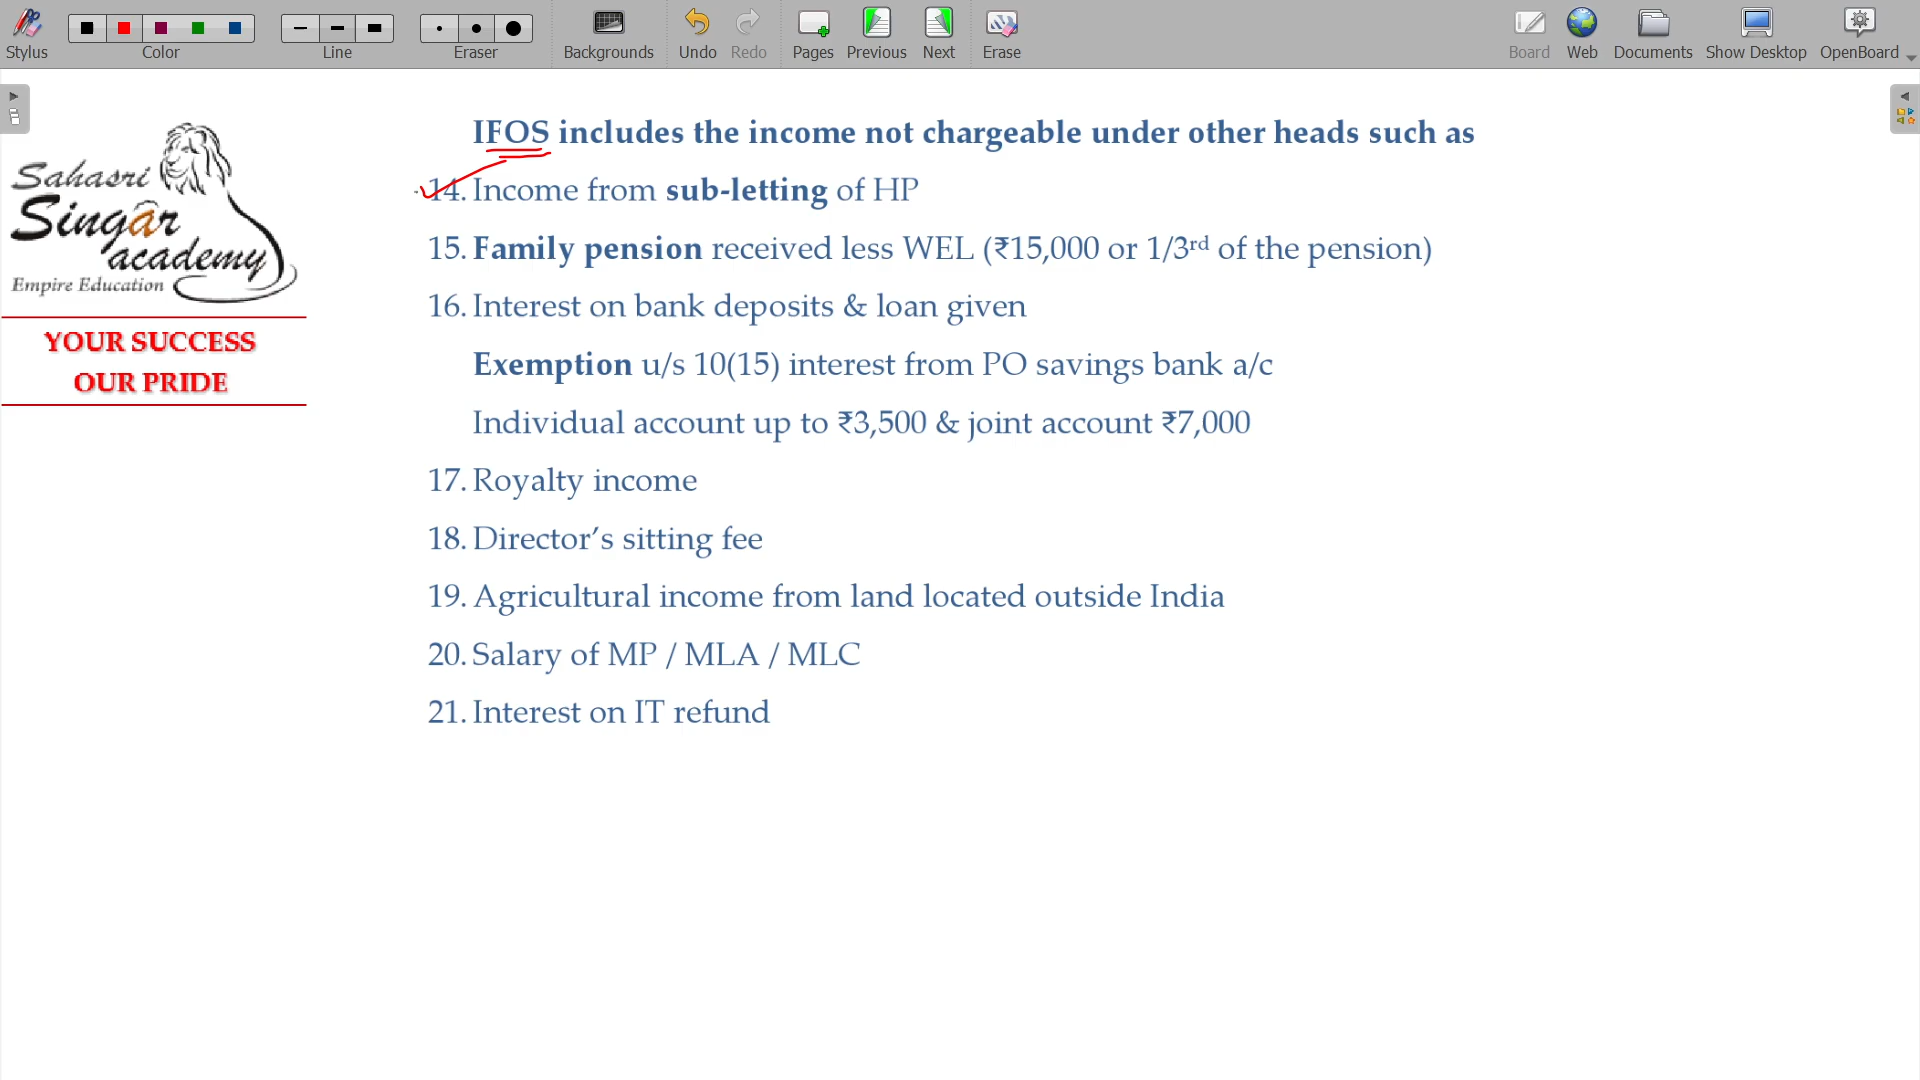 Stylus
Color
Line
Eraser
Backgrounds
Undo
Redo
Pages
Previous
Next
Erase
Board
Web
Documents
Show Desktop
OpenBoard
Sahasri
Singar
academy
Empire Education
YOUR SUCCESS
OUR PRIDE
IFOS includes the income not chargeable under other heads such as
14. Income from sub-letting of HP
15. Family pension received less WEL (₹15,000 or 1/3rd of the pension)
16. Interest on bank deposits & loan given
Exemption u/s 10(15) interest from PO savings bank a/c
Individual account up to ₹3,500 & joint account ₹7,000
17. Royalty income
18. Director’s sitting fee
19. Agricultural income from land located outside India
20. Salary of MP / MLA / MLC
21. Interest on IT refund